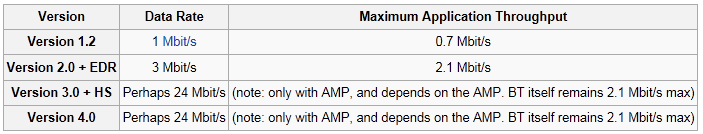 Version Data Rate Maximum Application Throughput
Version 1.2 1 Mbit/s 0.7 Mbit/s
Version 2.0 + EDR 3 Mbit/s 2.1 Mbit/s
Version 3.0 + HS Perhaps 24 Mbit/s (note: only with AMP, and depends on the AMP. BT itself remains 2.1 Mbit/s max)
Version 4.0 Perhaps 24 Mbit/s (note: only with AMP, and depends on the AMP. BT itself remains 2.1 Mbit/s max)